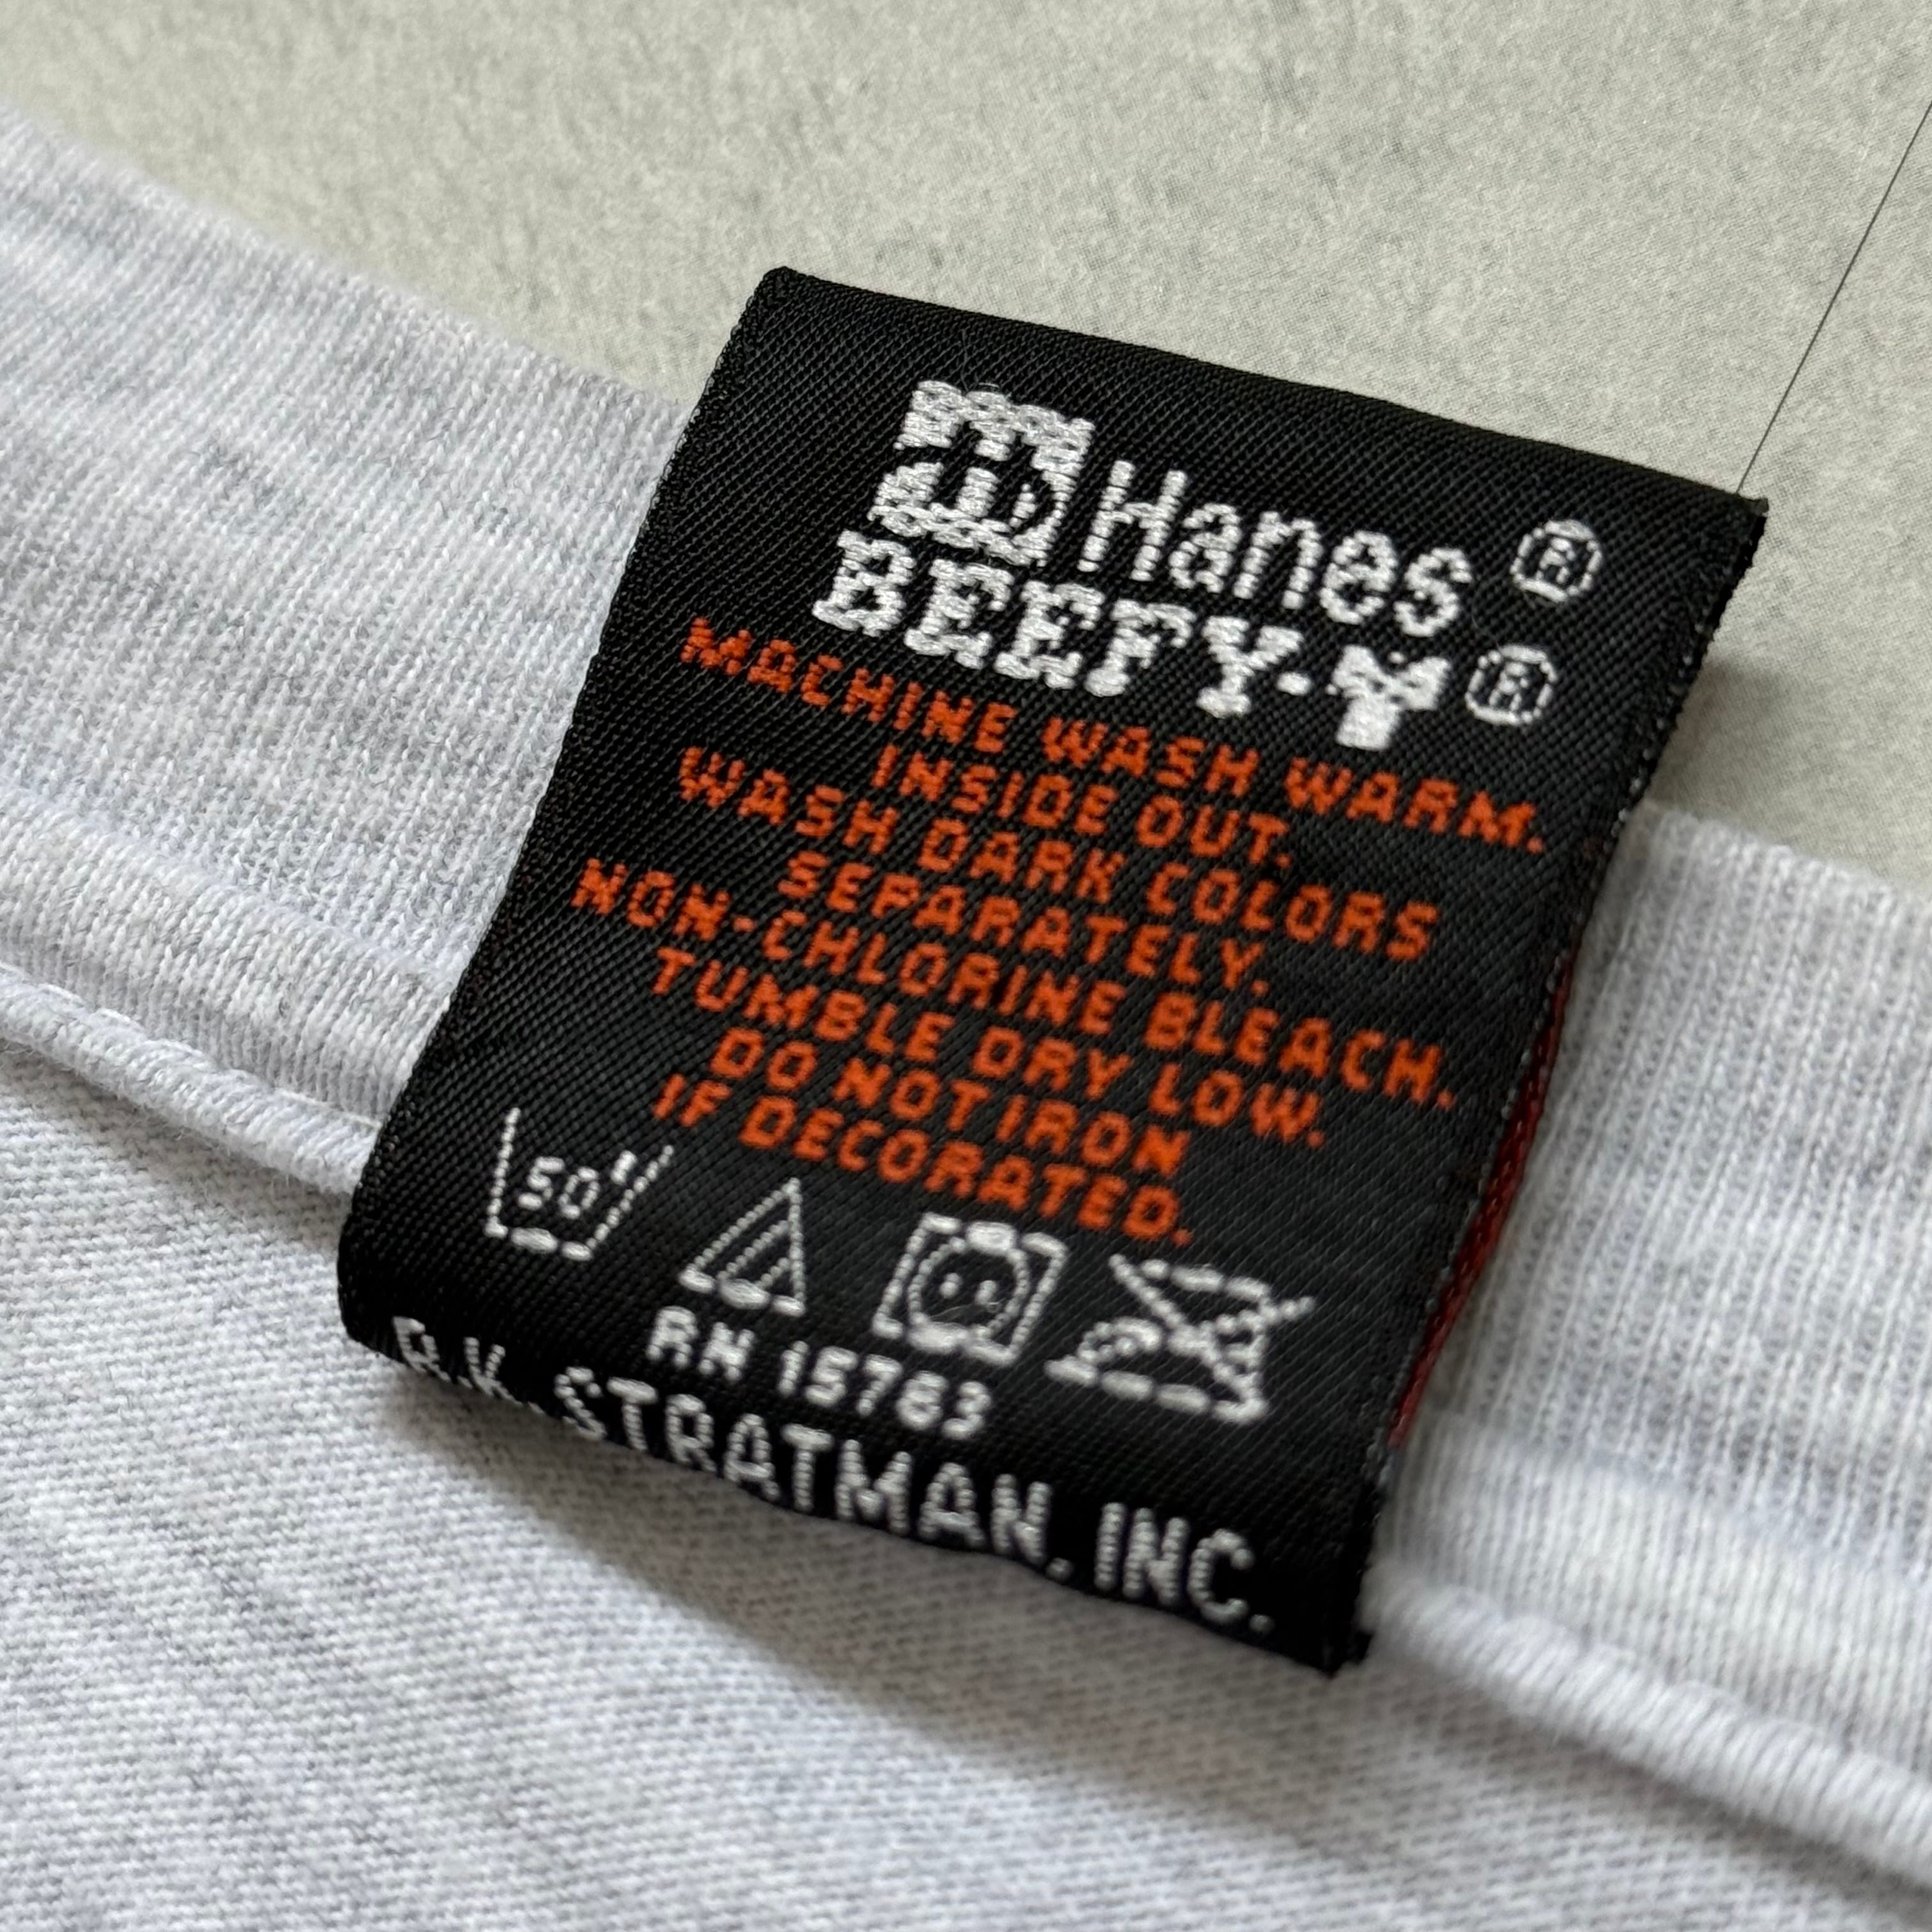 Hanes ®
BEEFY-T ®
MACHINE WASH WARM.
INSIDE OUT.
WASH DARK COLORS
SEPARATELY.
NON-CHLORINE BLEACH.
TUMBLE DRY LOW.
DO NOT IRON
IF DECORATED.
50°
RN 15763
R.K. STRATMAN, INC.